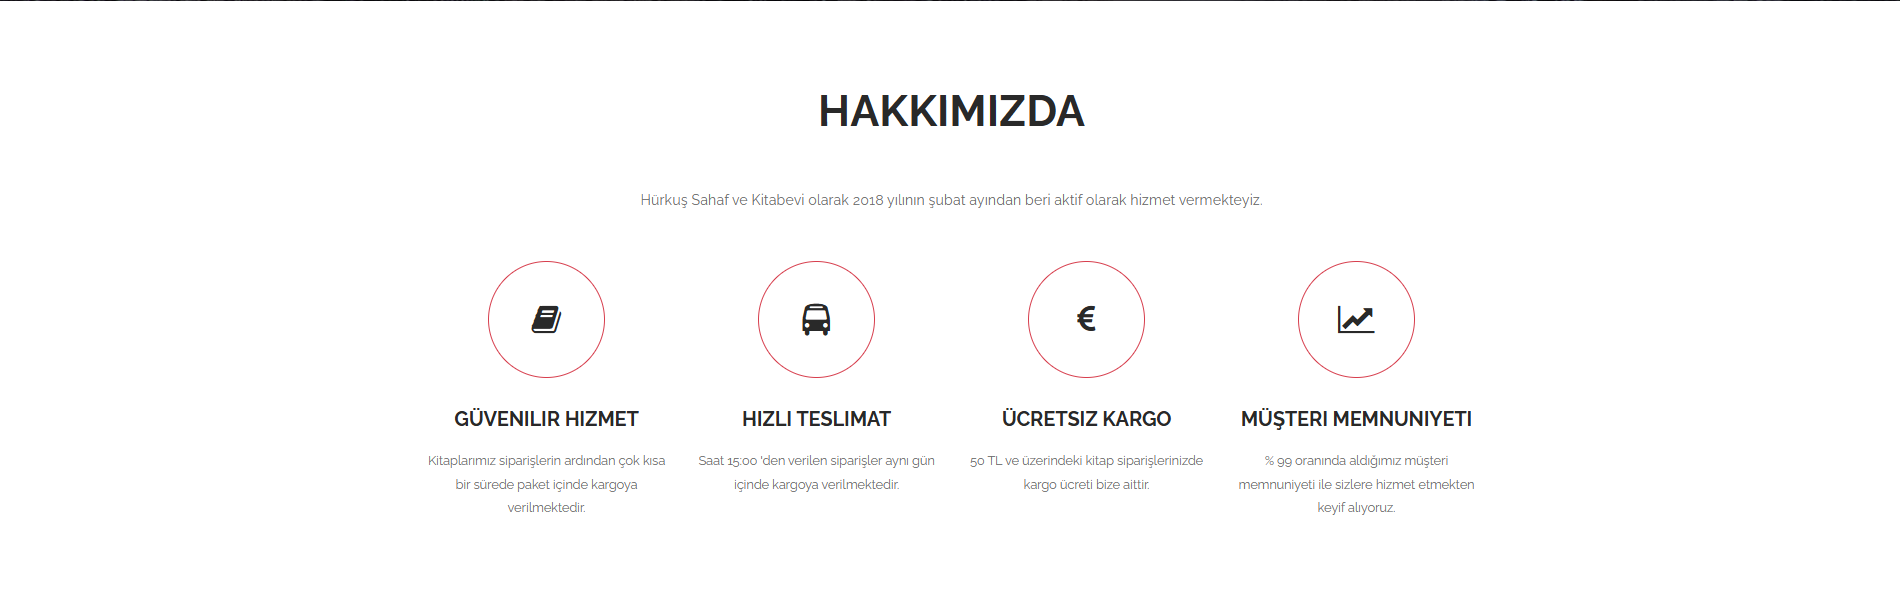 HAKKIMIZDA
Hürkuş Sahaf ve Kitabevi olarak 2018 yılının şubat ayından beri aktif olarak hizmet vermekteyiz.
GÜVENILIR HIZMET
Kitaplarımız siparişlerin ardından çok kısa
bir sürede paket içinde kargoya
verilmektedir.
HIZLI TESLIMAT
Saat 15:00 'den verilen siparişler aynı gün
içinde kargoya verilmektedir.
€
ÜCRETSIZ KARGO
50 TL ve üzerindeki kitap siparişlerinizde
kargo ücreti bize aittir.
MÜŞTERI MEMNUNIYETI
% 99 oranında aldığımız müşteri
memnuniyeti ile sizlere hizmet etmekten
keyif alıyoruz.